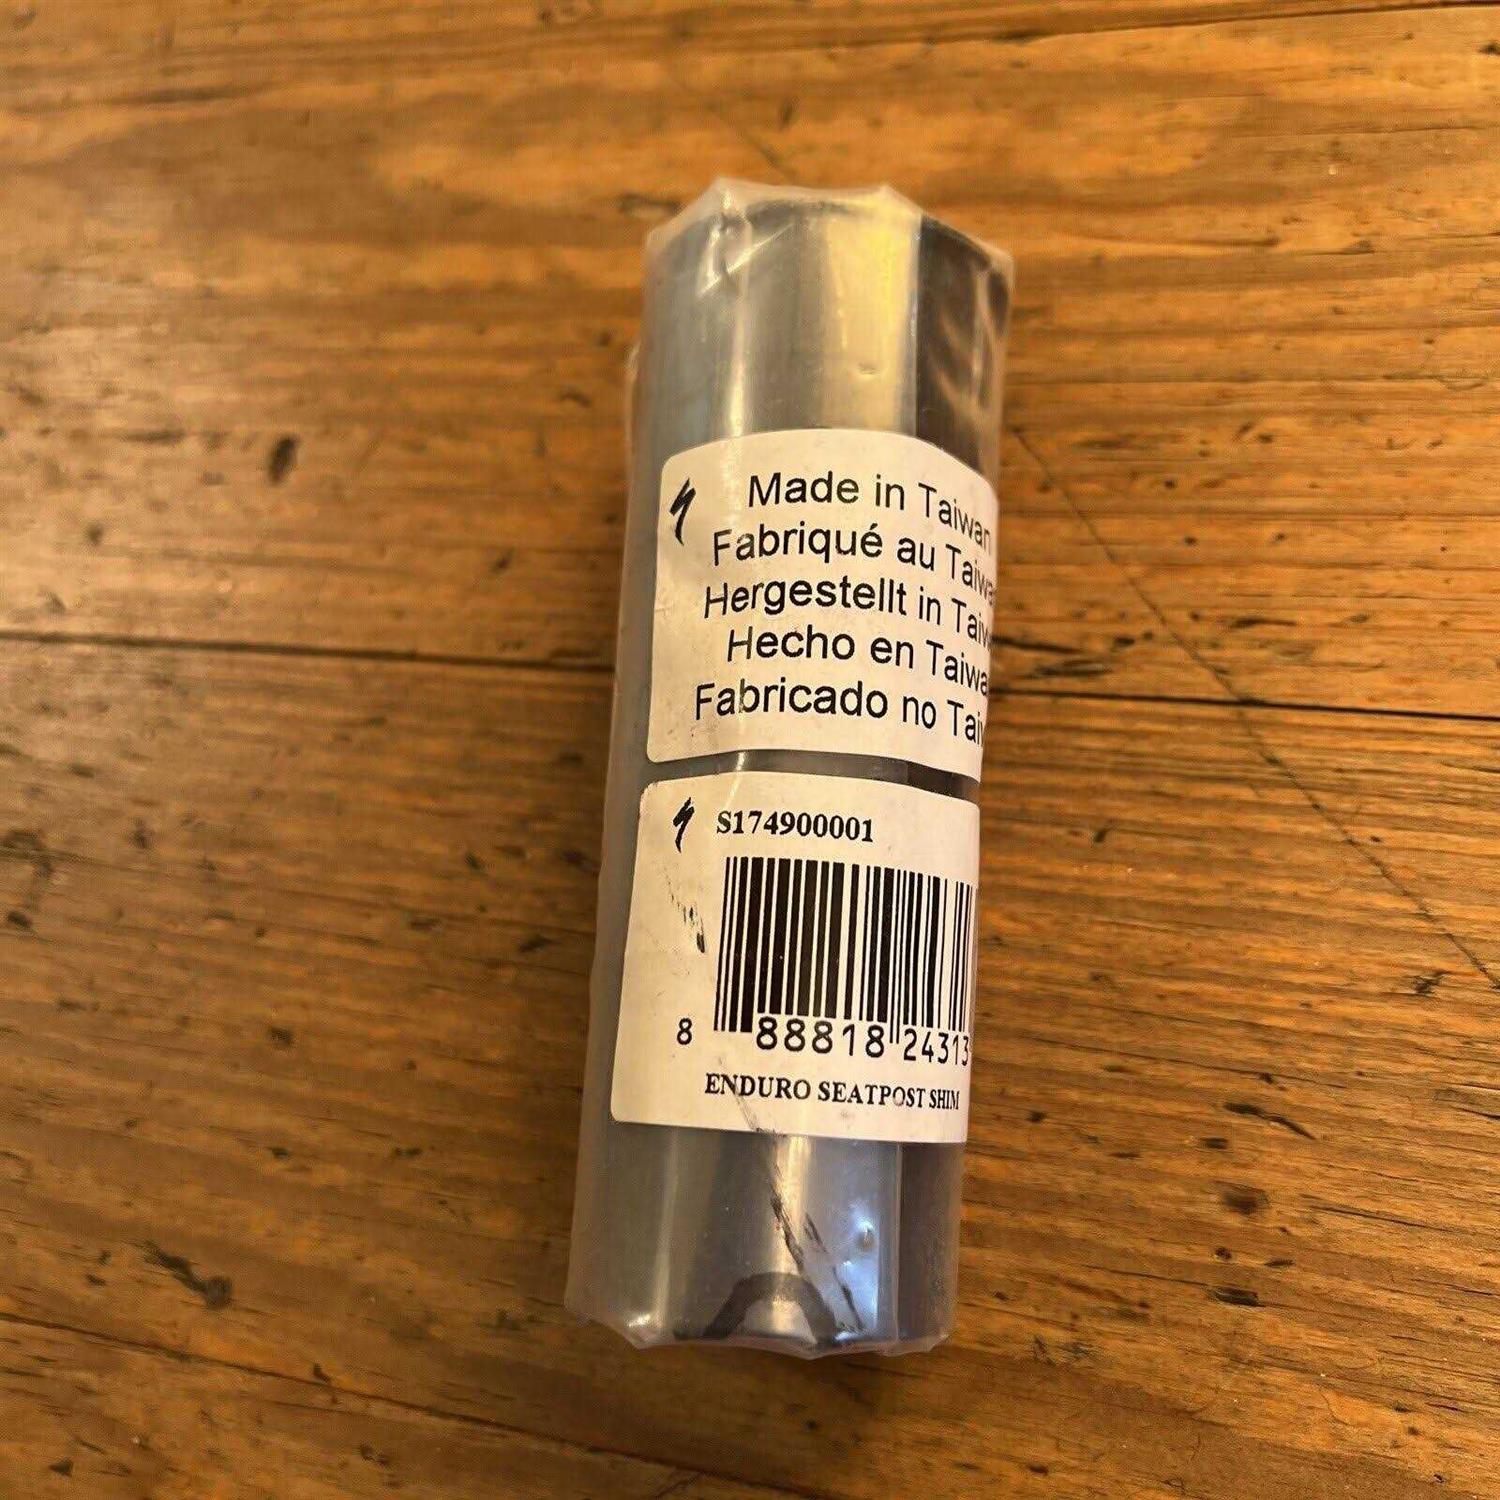 Made in Taiwan
Fabriqué au Taiwa
Hergestellt in Taiw
Hecho en Taiwa
Fabricado no Taiw
S174900001
8 88818 24313
ENDURO SEATPOST SHIM